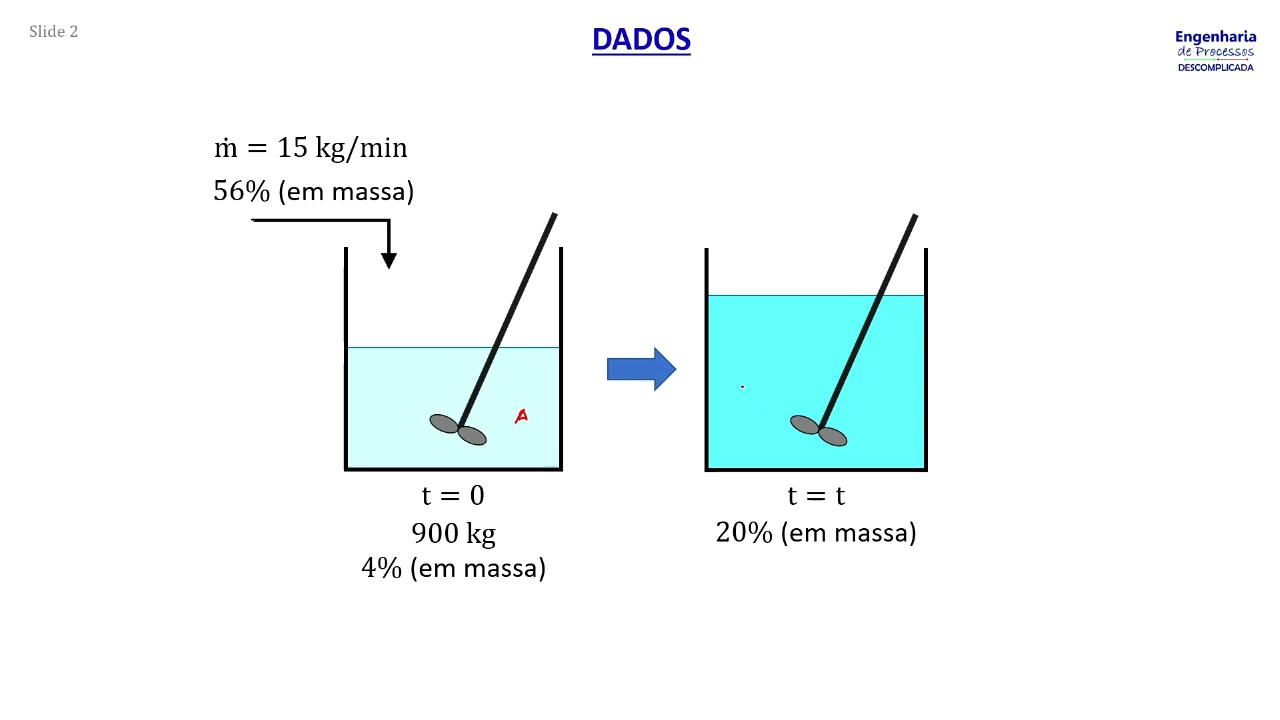 Slide 2
DADOS
Engenharia
de Processos
DESCOMPLICADA
ṁ = 15 kg/min
56% (em massa)
A
t = 0
900 kg
4% (em massa)
t = t
20% (em massa)